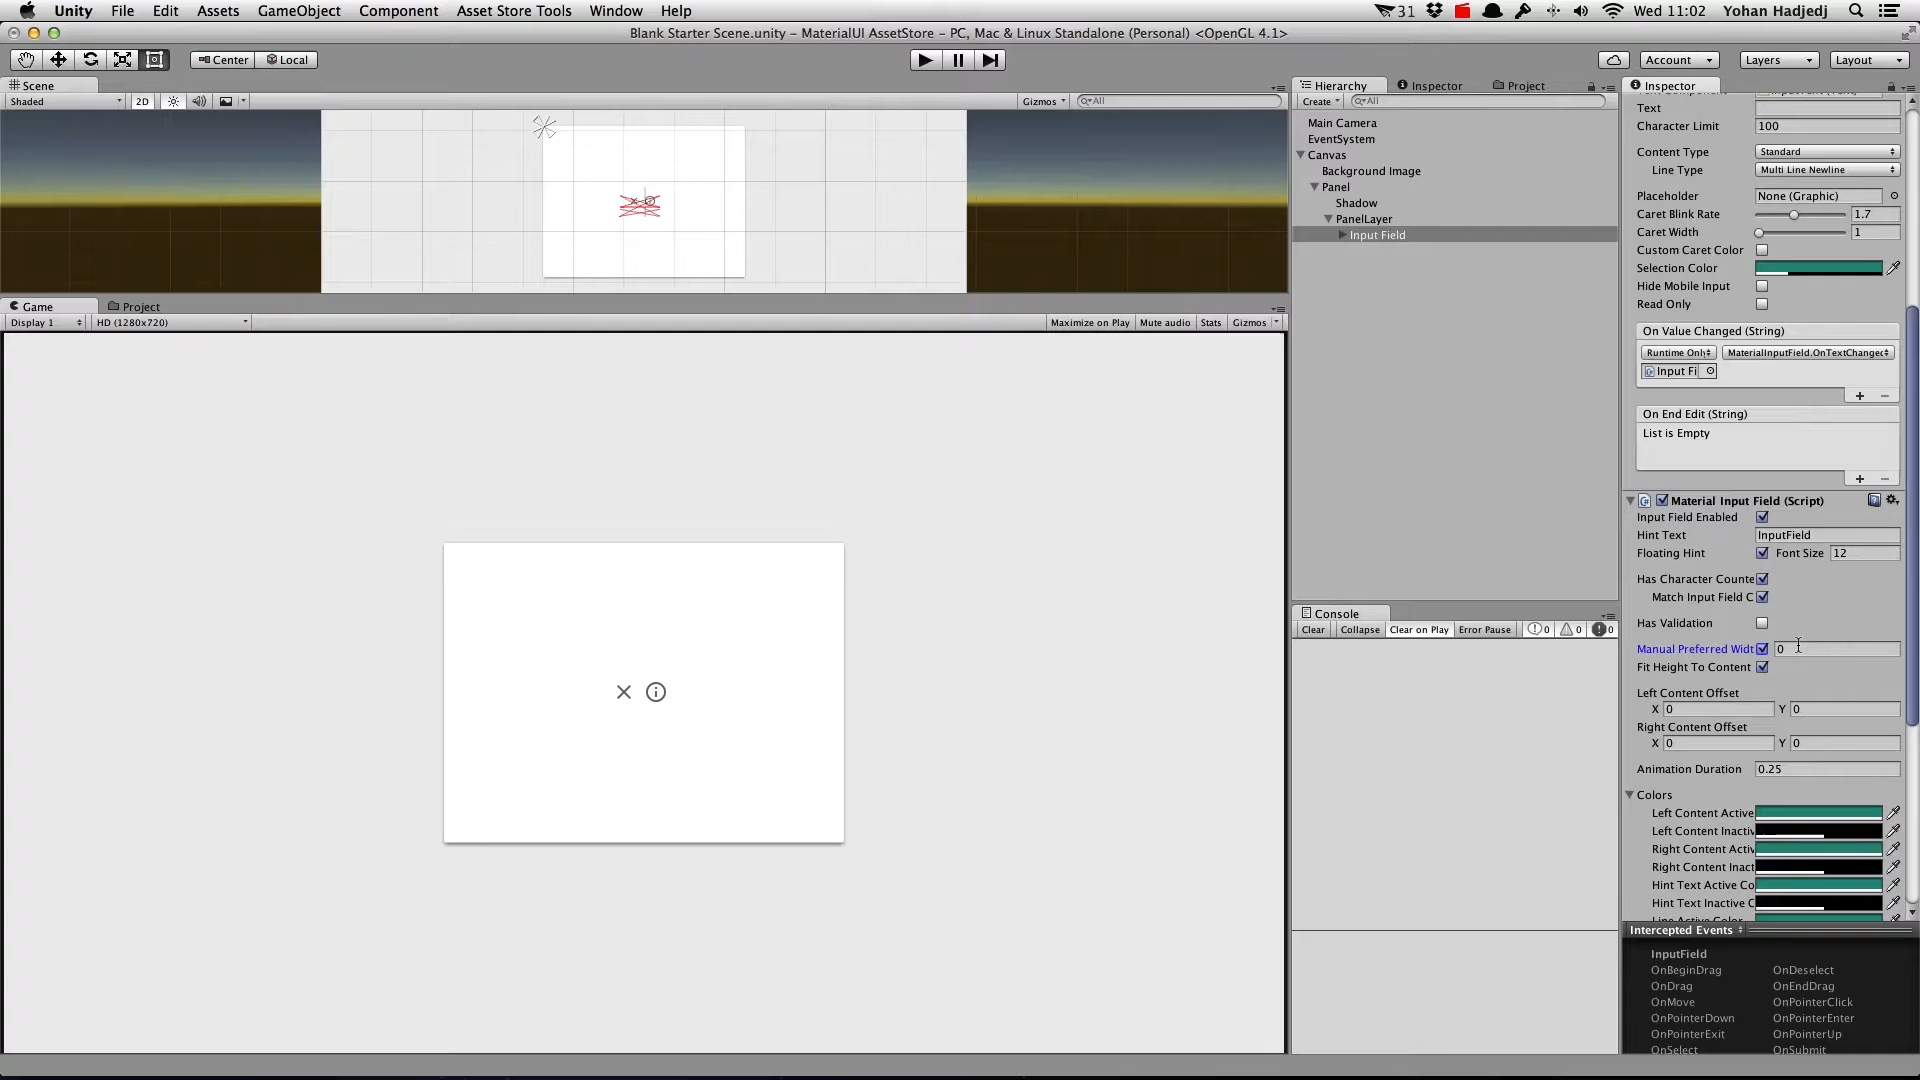 Unity File Edit Assets GameObject Component Asset Store Tools Window Help 31 Wed 11:02 Yohan Hadjedj
Blank Starter Scene.unity - MaterialUI AssetStore - PC, Mac & Linux Standalone (Personal) <OpenGL 4.1>
Center Local Account Layers Layout
Scene
Shaded 2D Gizmos All
Hierarchy Inspector Project
Create All
Main Camera
EventSystem
Canvas
Background Image
Panel
Shadow
PanelLayer
Input Field
Game Project
Display 1 HD (1280x720) Maximize on Play Mute audio Stats Gizmos
Console
Clear Collapse Clear on Play Error Pause 0 0 0
Inspector
Text
Character Limit 100
Content Type Standard
Line Type Multi Line Newline
Placeholder None (Graphic)
Caret Blink Rate 1.7
Caret Width 1
Custom Caret Color
Selection Color
Hide Mobile Input
Read Only
On Value Changed (String)
Runtime Onl MaterialInputField.OnTextChanged
Input Fi
+ −
On End Edit (String)
List is Empty
+ −
Material Input Field (Script)
Input Field Enabled
Hint Text InputField
Floating Hint Font Size 12
Has Character Counte
Match Input Field C
Has Validation
Manual Preferred Widt 0
Fit Height To Content
Left Content Offset
X 0 Y 0
Right Content Offset
X 0 Y 0
Animation Duration 0.25
Colors
Left Content Active
Left Content Inactiv
Right Content Activ
Right Content Inact
Hint Text Active Co
Hint Text Inactive C
Line Active Color
Intercepted Events
InputField
OnBeginDrag OnDeselect
OnDrag OnEndDrag
OnMove OnPointerClick
OnPointerDown OnPointerEnter
OnPointerExit OnPointerUp
OnSelect OnSubmit